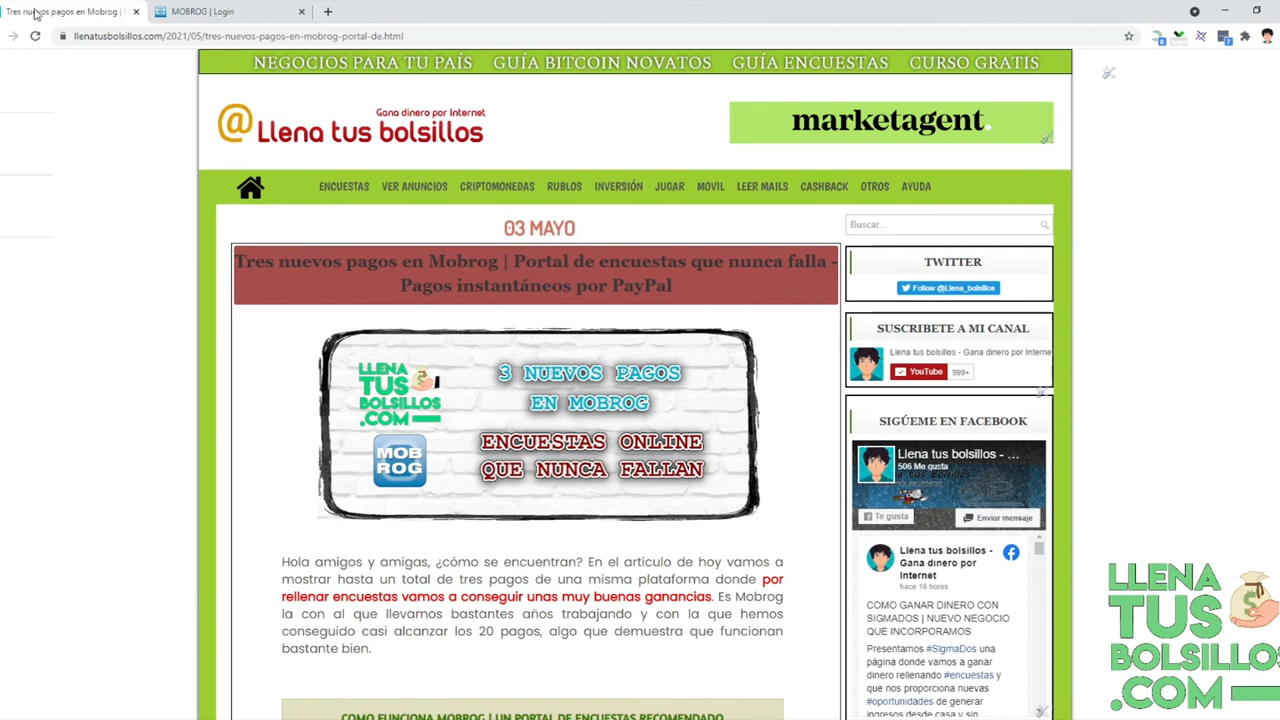 Tres nuevos pagos en Mobrog |
MOBROG | Login
llenatusbolsillos.com/2021/05/tres-nuevos-pagos-en-mobrog-portal-de.html
NEGOCIOS PARA TU PAÍS GUÍA BITCOIN NOVATOS GUÍA ENCUESTAS CURSO GRATIS
Gana dinero por Internet
@Llena tus bolsillos
marketagent.
ENCUESTAS VER ANUNCIOS CRIPTOMONEDAS RUBLOS INVERSIÓN JUGAR MOVIL LEER MAILS CASHBACK OTROS AYUDA
03 MAYO
Tres nuevos pagos en Mobrog | Portal de encuestas que nunca falla -
Pagos instantáneos por PayPal
LLENA
TUS
BOLSILLOS
.COM
MOB
ROG
3 NUEVOS PAGOS
EN MOBROG
ENCUESTAS ONLINE
QUE NUNCA FALLAN
Hola amigos y amigas, ¿cómo se encuentran? En el artículo de hoy vamos a
mostrar hasta un total de tres pagos de una misma plataforma donde por
rellenar encuestas vamos a conseguir unas muy buenas ganancias. Es Mobrog
la con al que llevamos bastantes años trabajando y con la que hemos
conseguido casi alcanzar los 20 pagos, algo que demuestra que funcionan
bastante bien.
COMO FUNCIONA MOBROG | UN PORTAL DE ENCUESTAS RECOMENDADO
Buscar...
TWITTER
Follow @Llena_bolsillos
SUSCRIBETE A MI CANAL
Llena tus bolsillos - Gana dinero por Interne
YouTube 999+
SIGÚEME EN FACEBOOK
Llena tus bolsillos - ...
506 Me gusta
Te gusta
Enviar mensaje
Llena tus bolsillos -
Gana dinero por
Internet
hace 16 horas
COMO GANAR DINERO CON
SIGMADOS | NUEVO NEGOCIO
QUE INCORPORAMOS
Presentamos #SigmaDos una
página donde vamos a ganar
dinero rellenando #encuestas y
que nos proporciona nuevas
#oportunidades de generar
ingresos desde casa y sin
LLENA
TUS
BOLSILLOS
.COM